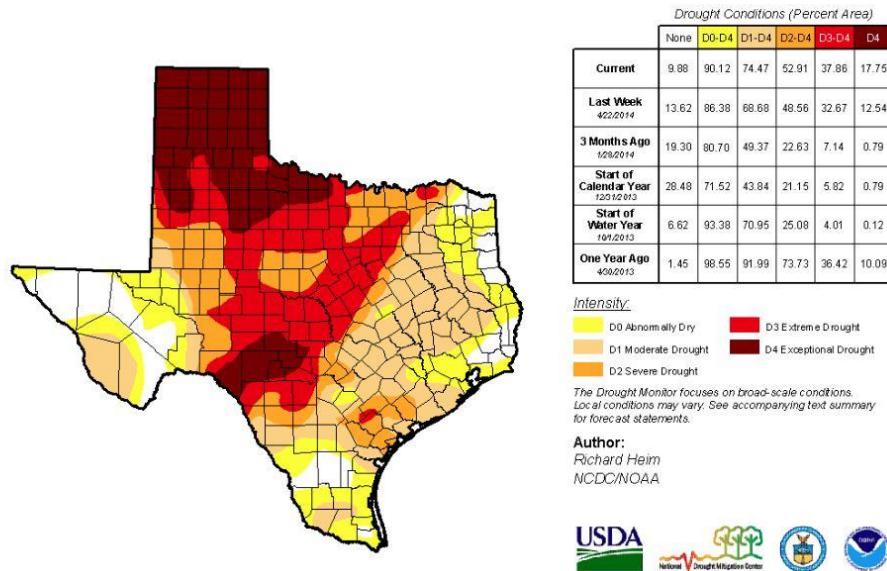 Drought Conditions (Percent Area)
None D0-D4 D1-D4 D2-D4 D3-D4 D4
Current 9.88 90.12 74.47 52.91 37.86 17.75
Last Week
4/22/2014 13.62 86.38 68.68 48.56 32.67 12.54
3 Months Ago
1/28/2014 19.30 80.70 49.37 22.63 7.14 0.79
Start of
Calendar Year 28.48 71.52 43.84 21.15 5.82 0.79
12/31/2013
Start of
Water Year 6.62 93.38 70.95 25.08 4.01 0.12
10/1/2013
One Year Ago
4/30/2013 1.45 98.55 91.99 73.73 36.42 10.09
Intensity:
D0 Abnormally Dry D3 Extreme Drought
D1 Moderate Drought D4 Exceptional Drought
D2 Severe Drought
The Drought Monitor focuses on broad-scale conditions.
Local conditions may vary. See accompanying text summary
for forecast statements.
Author:
Richard Heim
NCDC/NOAA
USDA
National Drought Mitigation Center